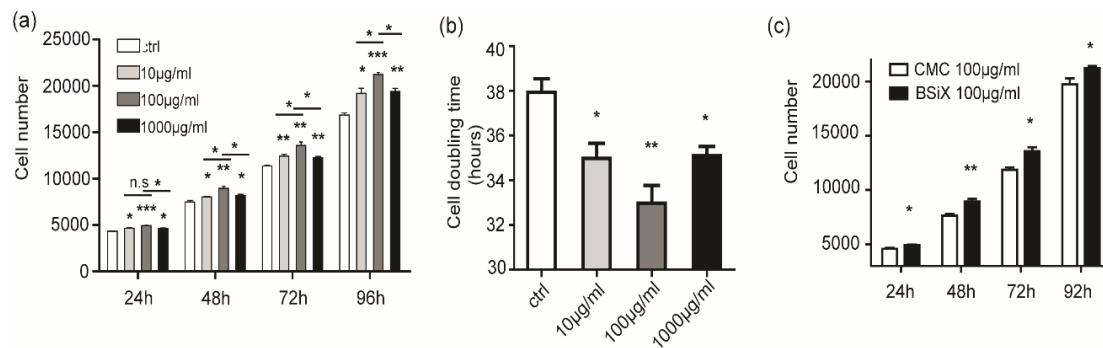 (a)
Cell number
25000
20000
15000
10000
5000
0
ctrl
10µg/ml
100µg/ml
1000µg/ml
n.s *
* *** *
* *
* ** *
* *
** ** **
* *
* *** **
24h 48h 72h 96h
(b)
Cell doubling time
(hours)
40
38
36
34
32
30
* ** *
ctrl
10µg/ml
100µg/ml
1000µg/ml
(c)
Cell number
20000
15000
10000
5000
CMC 100µg/ml
BSiX 100µg/ml
* ** * *
24h 48h 72h 92h